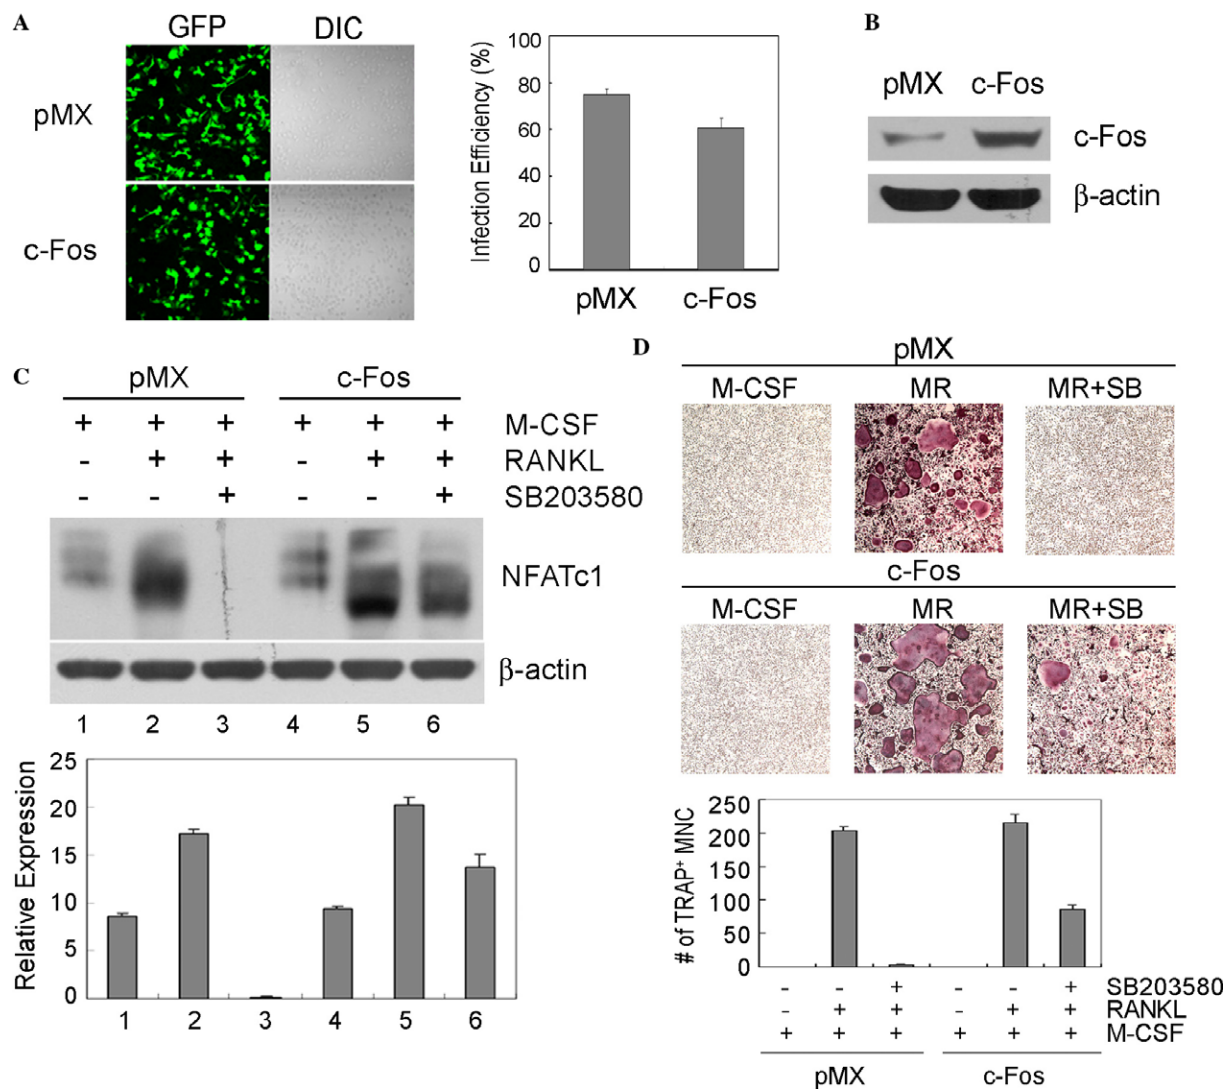 A
GFP DIC
pMX
c-Fos
Infection Efficiency (%)
100
80
60
40
20
0
pMX c-Fos
B
pMX c-Fos
c-Fos
β-actin
C
pMX c-Fos
+ + + + + + M-CSF
- + + - + + RANKL
- - + - - + SB203580
NFATc1
β-actin
1 2 3 4 5 6
Relative Expression
25
20
15
10
5
0
1 2 3 4 5 6
D
pMX
M-CSF MR MR+SB
c-Fos
M-CSF MR MR+SB
# of TRAP+ MNC
250
200
150
100
50
0
- - + - - + SB203580
- + + - + + RANKL
+ + + + + + M-CSF
pMX c-Fos